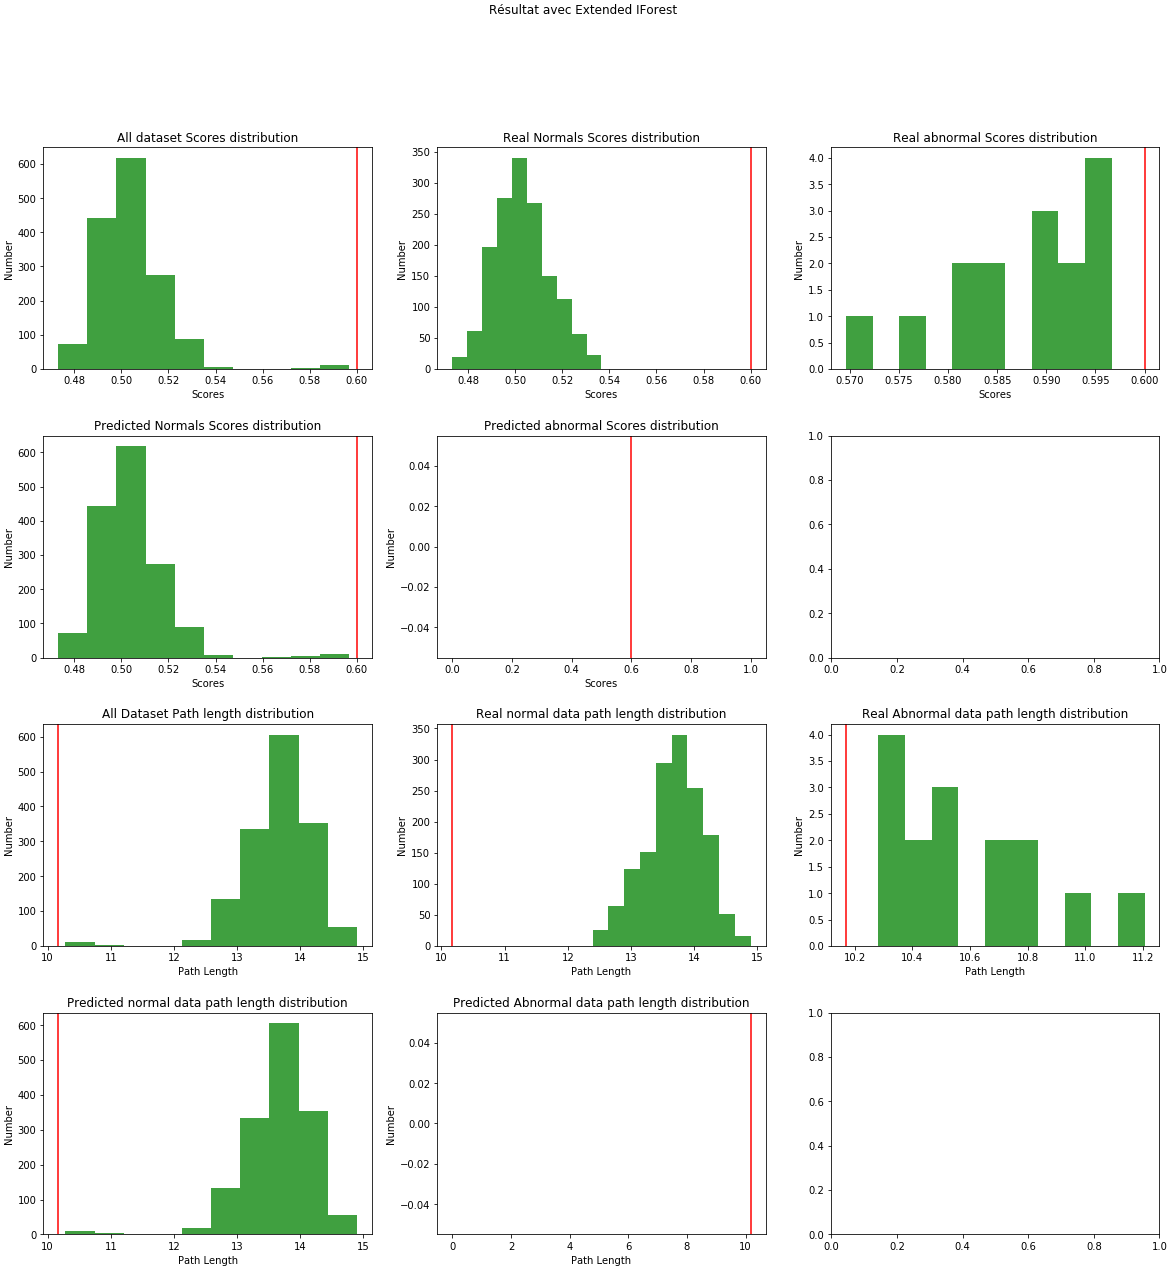 Résultat avec Extended IForest
All dataset Scores distribution
Number
600
500
400
300
200
100
0
0.48 0.50 0.52 0.54 0.56 0.58 0.60
Scores
Real Normals Scores distribution
Number
350
300
250
200
150
100
50
0
0.48 0.50 0.52 0.54 0.56 0.58 0.60
Scores
Real abnormal Scores distribution
Number
4.0
3.5
3.0
2.5
2.0
1.5
1.0
0.5
0.0
0.570 0.575 0.580 0.585 0.590 0.595 0.600
Scores
Predicted Normals Scores distribution
Number
600
500
400
300
200
100
0
0.48 0.50 0.52 0.54 0.56 0.58 0.60
Scores
Predicted abnormal Scores distribution
Number
0.04
0.02
0.00
−0.02
−0.04
0.0 0.2 0.4 0.6 0.8 1.0
Scores
1.0
0.8
0.6
0.4
0.2
0.0
0.0 0.2 0.4 0.6 0.8 1.0
All Dataset Path length distribution
Number
600
500
400
300
200
100
0
10 11 12 13 14 15
Path Length
Real normal data path length distribution
Number
350
300
250
200
150
100
50
0
10 11 12 13 14 15
Path Length
Real Abnormal data path length distribution
Number
4.0
3.5
3.0
2.5
2.0
1.5
1.0
0.5
0.0
10.2 10.4 10.6 10.8 11.0 11.2
Path Length
Predicted normal data path length distribution
Number
600
500
400
300
200
100
0
10 11 12 13 14 15
Path Length
Predicted Abnormal data path length distribution
Number
0.04
0.02
0.00
−0.02
−0.04
0 2 4 6 8 10
Path Length
1.0
0.8
0.6
0.4
0.2
0.0
0.0 0.2 0.4 0.6 0.8 1.0